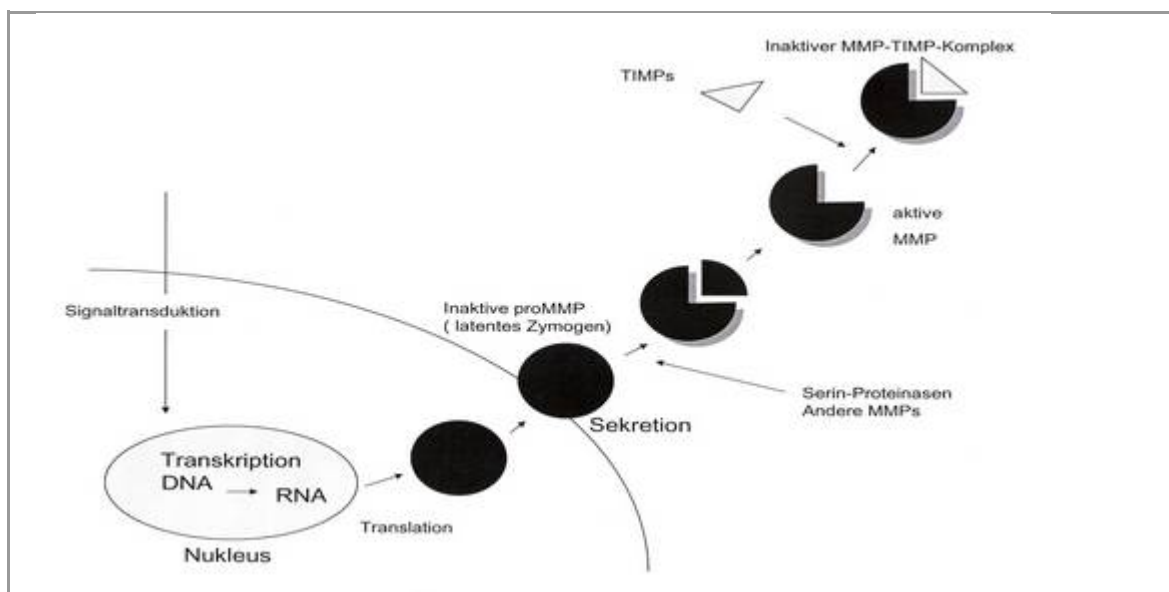 Inaktiver MMP-TIMP-Komplex
TIMPs
aktive
MMP
Signaltransduktion
Inaktive proMMP
( latentes Zymogen)
Serin-Proteinasen
Andere MMPs
Sekretion
Transkription
DNA
RNA
Translation
Nukleus